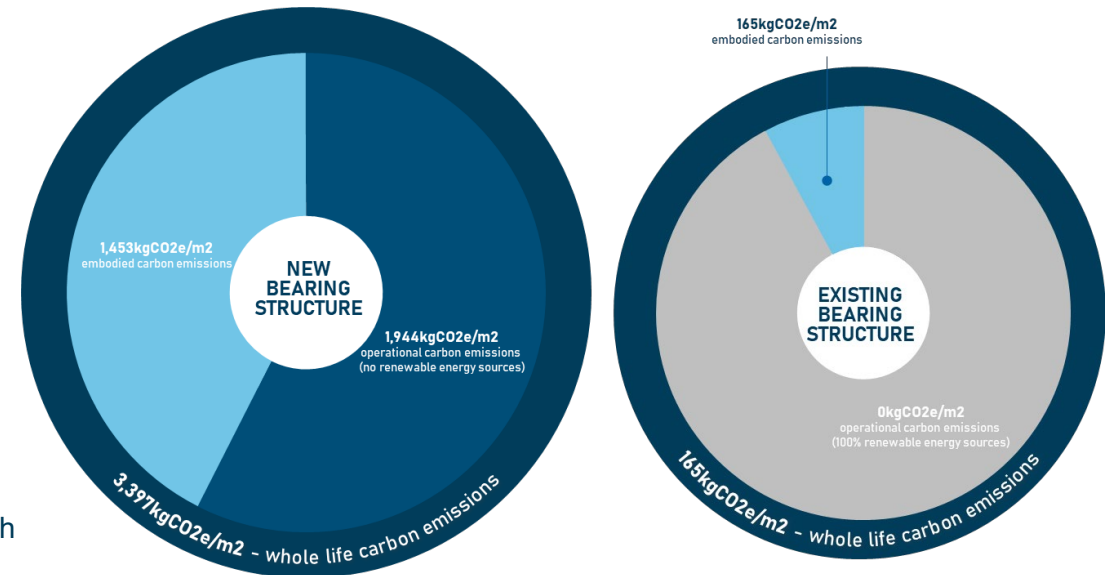 165kgCO2e/m2
embodied carbon emissions
1,453kgCO2e/m2
embodied carbon emissions
NEW
BEARING
STRUCTURE
1,944kgCO2e/m2
operational carbon emissions
(no renewable energy sources)
3,397kgCO2e/m2 - whole life carbon emissions
EXISTING
BEARING
STRUCTURE
0kgCO2e/m2
operational carbon emissions
(100% renewable energy sources)
165kgCO2e/m2 - whole life carbon emissions
h